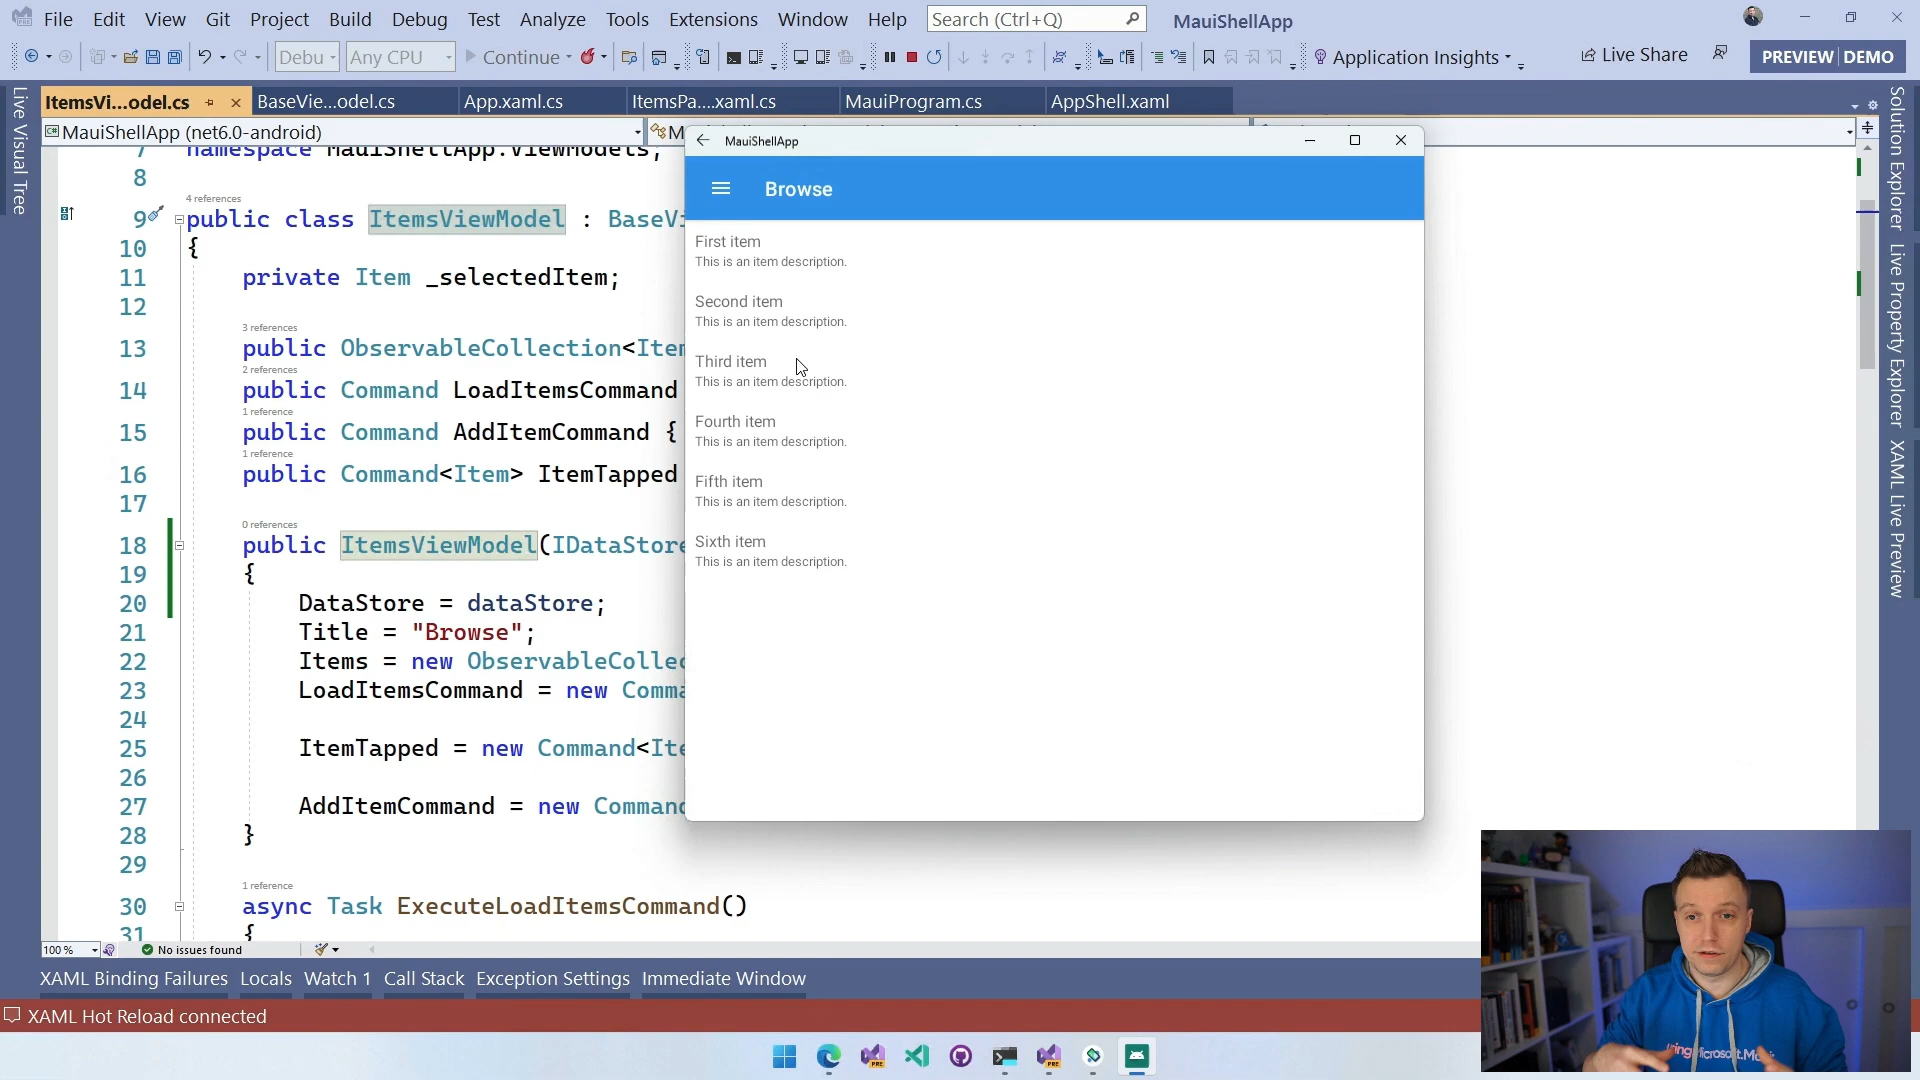 File Edit View Git Project Build Debug Test Analyze Tools Extensions Window Help Search (Ctrl+Q) MauiShellApp
Debu Any CPU Continue Application Insights Live Share PREVIEW DEMO
ItemsVi...odel.cs BaseVie...odel.cs App.xaml.cs ItemsPa....xaml.cs MauiProgram.cs AppShell.xaml
MauiShellApp (net6.0-android)
Live Visual Tree
Solution Explorer
Live Property Explorer
XAML Live Preview
7 namespace MauiShellApp.ViewModels;
8
4 references
9 public class ItemsViewModel : BaseVi
10 {
11 private Item _selectedItem;
12
3 references
13 public ObservableCollection<Item
2 references
14 public Command LoadItemsCommand
1 reference
15 public Command AddItemCommand {
1 reference
16 public Command<Item> ItemTapped
17
0 references
18 public ItemsViewModel(IDataStore
19 {
20 DataStore = dataStore;
21 Title = "Browse";
22 Items = new ObservableCollec
23 LoadItemsCommand = new Comma
24
25 ItemTapped = new Command<Ite
26
27 AddItemCommand = new Command
28 }
29
1 reference
30 async Task ExecuteLoadItemsCommand()
31 {
MauiShellApp
Browse
First item
This is an item description.
Second item
This is an item description.
Third item
This is an item description.
Fourth item
This is an item description.
Fifth item
This is an item description.
Sixth item
This is an item description.
100 % No issues found
XAML Binding Failures Locals Watch 1 Call Stack Exception Settings Immediate Window
XAML Hot Reload connected
PRE PRE
using Microsoft.Ma